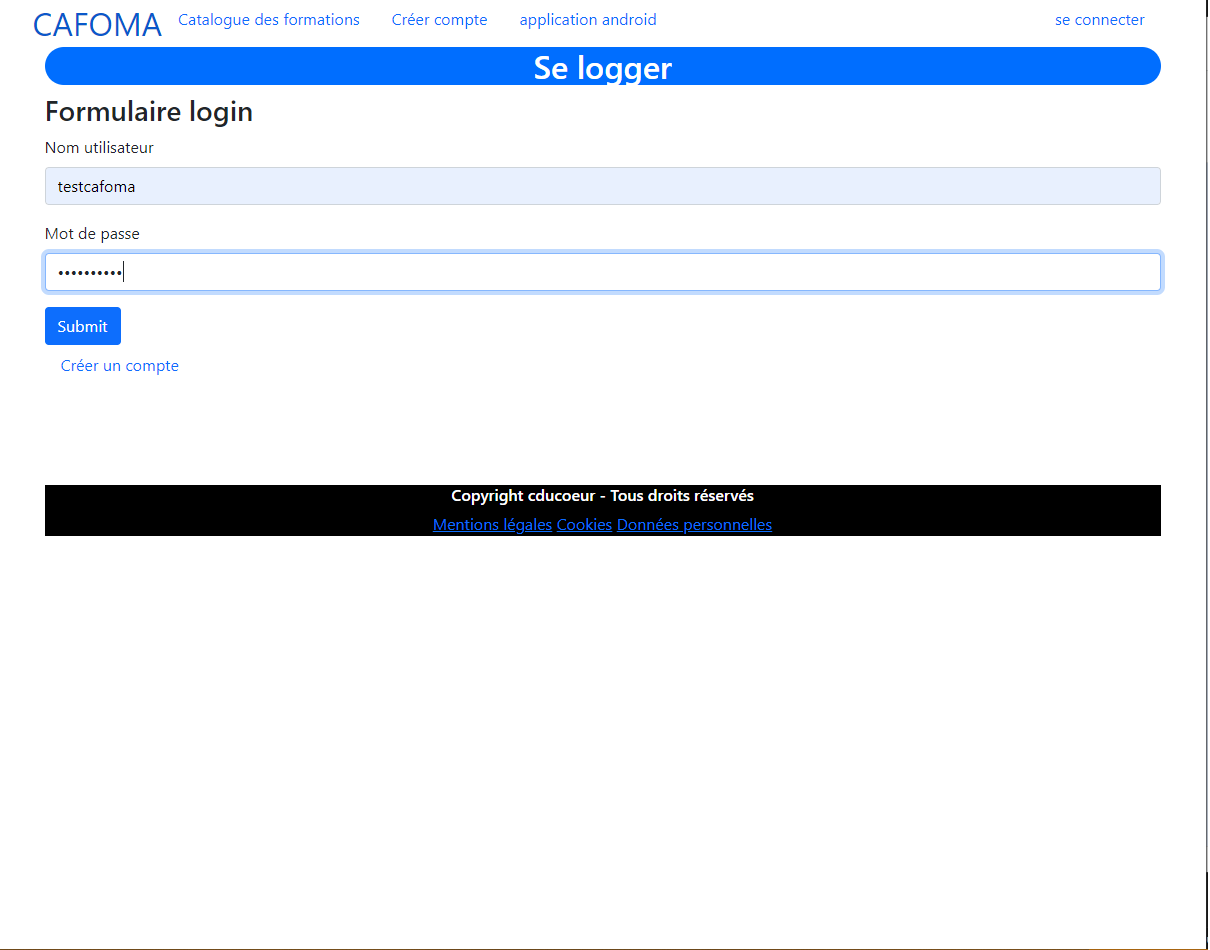 CAFOMA Catalogue des formations Créer compte application android se connecter
Se logger
Formulaire login
Nom utilisateur
testcafoma
Mot de passe
••••••••••
Submit
Créer un compte
Copyright cducoeur - Tous droits réservés
Mentions légales Cookies Données personnelles